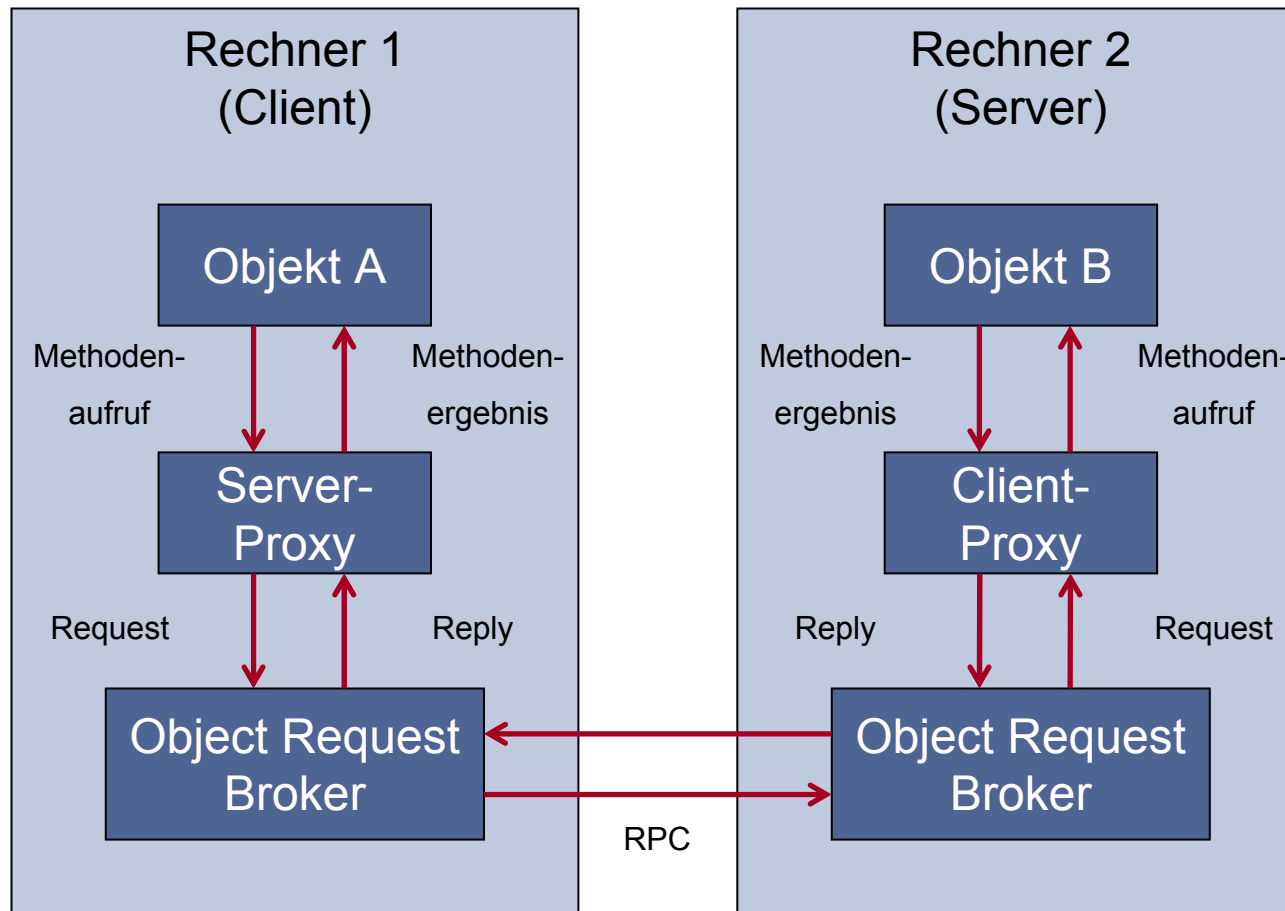 Rechner 1
(Client)
Rechner 2
(Server)
Objekt A
Objekt B
Methoden-
aufruf
Methoden-
ergebnis
Methoden-
ergebnis
Methoden-
aufruf
Server-
Proxy
Client-
Proxy
Request
Reply
Reply
Request
Object Request
Broker
Object Request
Broker
RPC